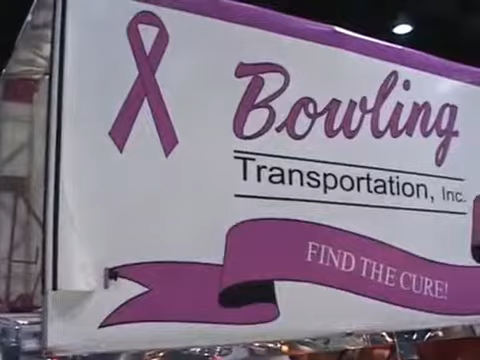 Bowling
Transportation, Inc.
FIND THE CURE!